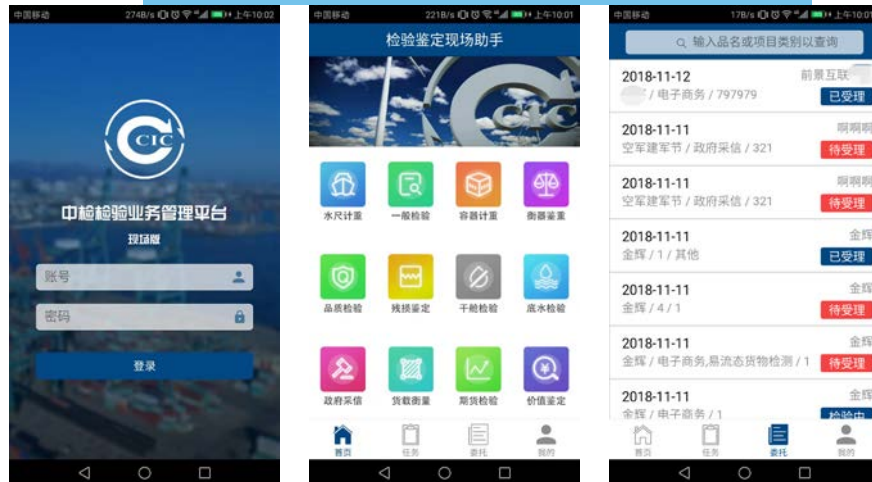 中国移动 274B/s 上午10:02
CIC
中检检验业务管理平台
现场版
账号
密码
登录
中国移动 221B/s 上午10:01
检验鉴定现场助手
CIC
水尺计重 一般检验 容器计重 衡器鉴重
品质检验 残损鉴定 干舱检验 底水检验
政府采信 货载衡量 期货检验 价值鉴定
首页 任务 委托 我的
中国移动 17B/s 上午10:01
输入品名或项目类别以查询
2018-11-12 前景互联
/ 电子商务 / 797979 已受理
2018-11-11 啊啊啊
空军建军节 / 政府采信 / 321 待受理
2018-11-11 啊啊啊
空军建军节 / 政府采信 / 321 待受理
2018-11-11 金辉
金辉 / 1 / 其他 已受理
2018-11-11 金辉
金辉 / 4 / 1 待受理
2018-11-11 金辉
金辉 / 电子商务,易流态货物检测 / 1 待受理
2018-11-11 金辉
金辉 / 电子商务 / 1 检验中
首页 任务 委托 我的